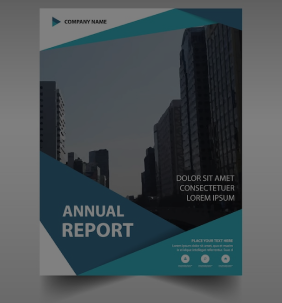 COMPANY NAME
DOLOR SIT AMET
CONSECTETUER
LOREM IPSUM
ANNUAL
REPORT
PLACE YOUR TEXT HERE